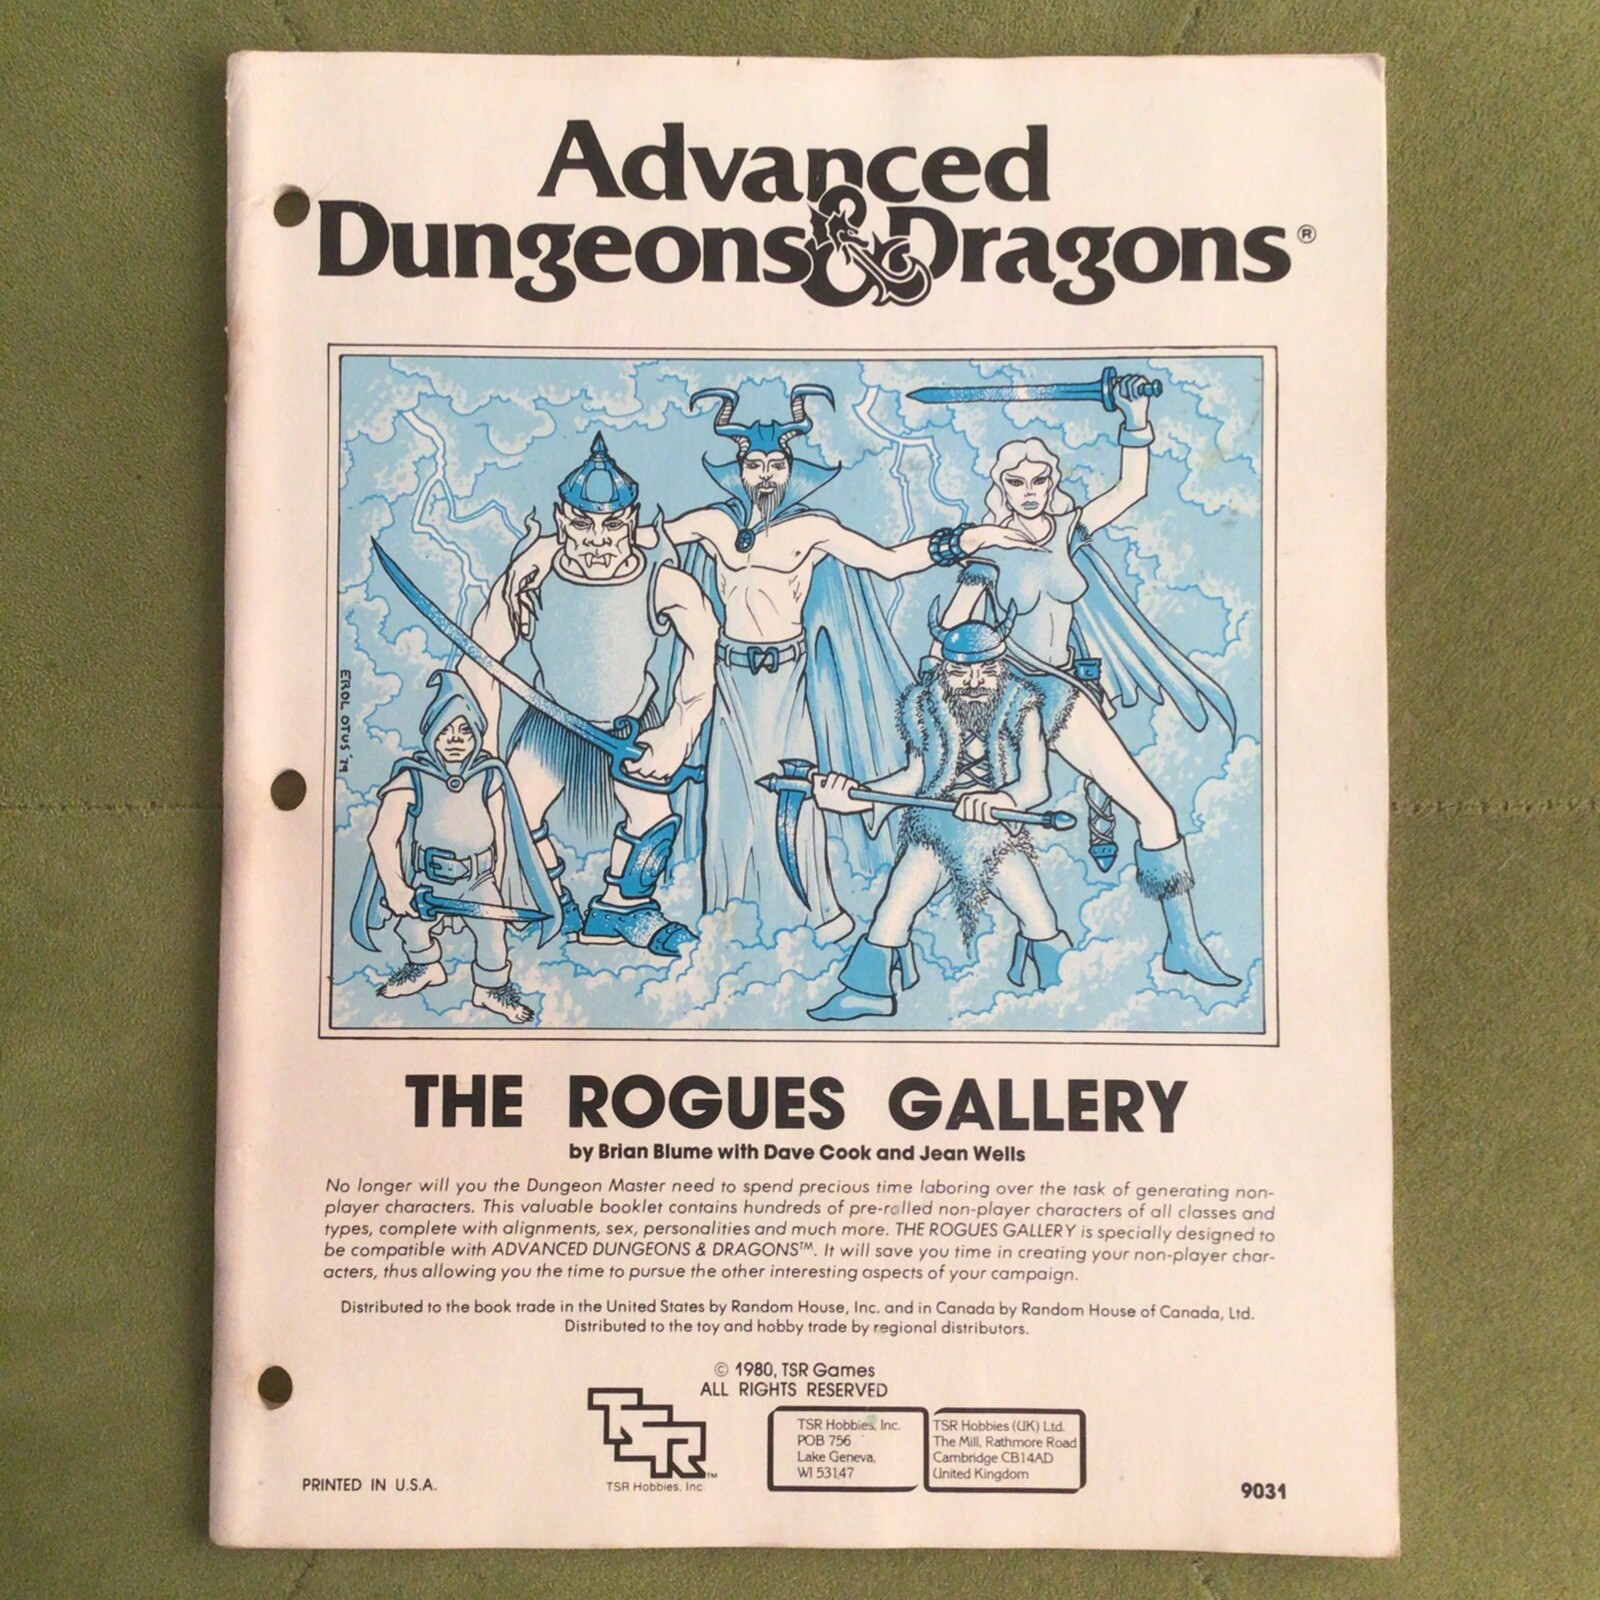 Advanced
Dungeons & Dragons®
EROL OTUS '79
THE ROGUES GALLERY
by Brian Blume with Dave Cook and Jean Wells
No longer will you the Dungeon Master need to spend precious time laboring over the task of generating non-
player characters. This valuable booklet contains hundreds of pre-rolled non-player characters of all classes and
types, complete with alignments, sex, personalities and much more. THE ROGUES GALLERY is specially designed to
be compatible with ADVANCED DUNGEONS & DRAGONS™. It will save you time in creating your non-player char-
acters, thus allowing you the time to pursue the other interesting aspects of your campaign.
Distributed to the book trade in the United States by Random House, Inc. and in Canada by Random House of Canada, Ltd.
Distributed to the toy and hobby trade by regional distributors.
© 1980, TSR Games
ALL RIGHTS RESERVED
TSR™
TSR Hobbies, Inc.
TSR Hobbies, Inc.
POB 756
Lake Geneva,
WI 53147
TSR Hobbies (UK) Ltd.
The Mill, Rathmore Road
Cambridge CB14AD
United Kingdom
PRINTED IN U.S.A.
9031